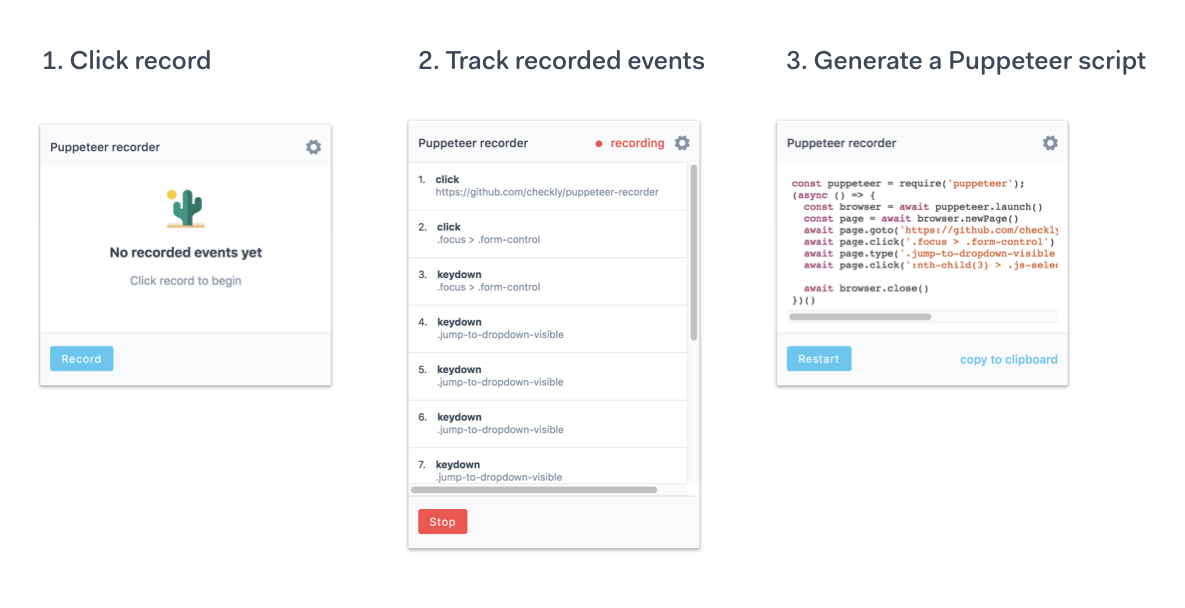 1. Click record
Puppeteer recorder
No recorded events yet
Click record to begin
Record
2. Track recorded events
Puppeteer recorder
recording
1. click
https://github.com/checkly/puppeteer-recorder
2. click
.focus > .form-control
3. keydown
.focus > .form-control
4. keydown
.jump-to-dropdown-visible
5. keydown
.jump-to-dropdown-visible
6. keydown
.jump-to-dropdown-visible
7. keydown
.jump-to-dropdown-visible
Stop
3. Generate a Puppeteer script
Puppeteer recorder
const puppeteer = require('puppeteer');
(async () => {
const browser = await puppeteer.launch()
const page = await browser.newPage()
await page.goto('https://github.com/checkly
await page.click('.focus > .form-control')
await page.type('.jump-to-dropdown-visible
await page.click(':nth-child(3) > .js-selec
await browser.close()
})()
Restart
copy to clipboard